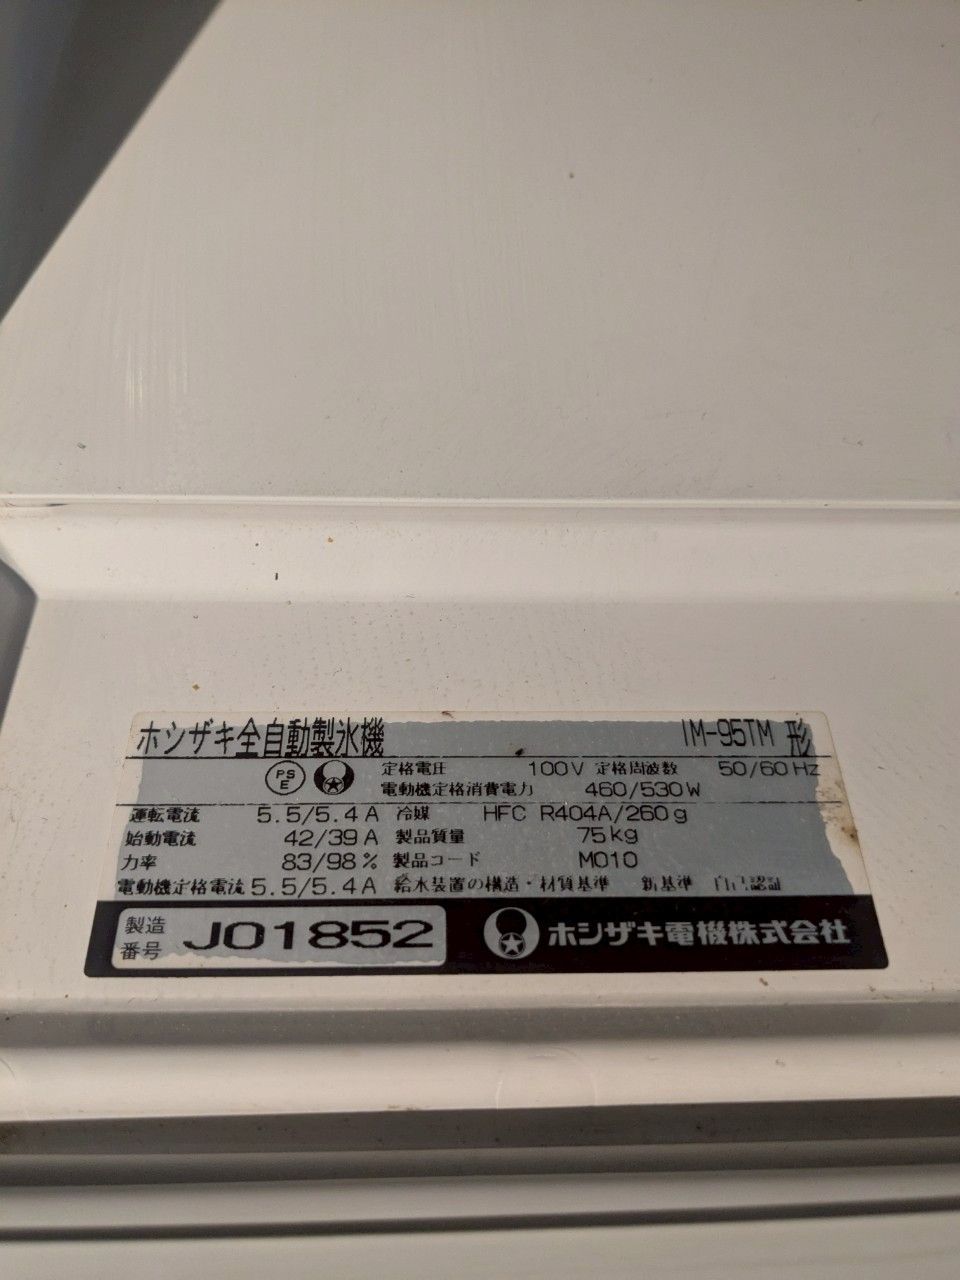 ホシザキ全自動製氷機 IM-95TM 形
PS E 定格電圧 100V 定格周波数 50/60Hz
電動機定格消費電力 460/530W
運転電流 5.5/5.4A 冷媒 HFC R404A/260g
始動電流 42/39A 製品質量 75kg
力率 83/98% 製品コード M010
電動機定格電流 5.5/5.4A 給水装置の構造・材質基準 新基準 自己認証
製造番号 J01852 ホシザキ電機株式会社